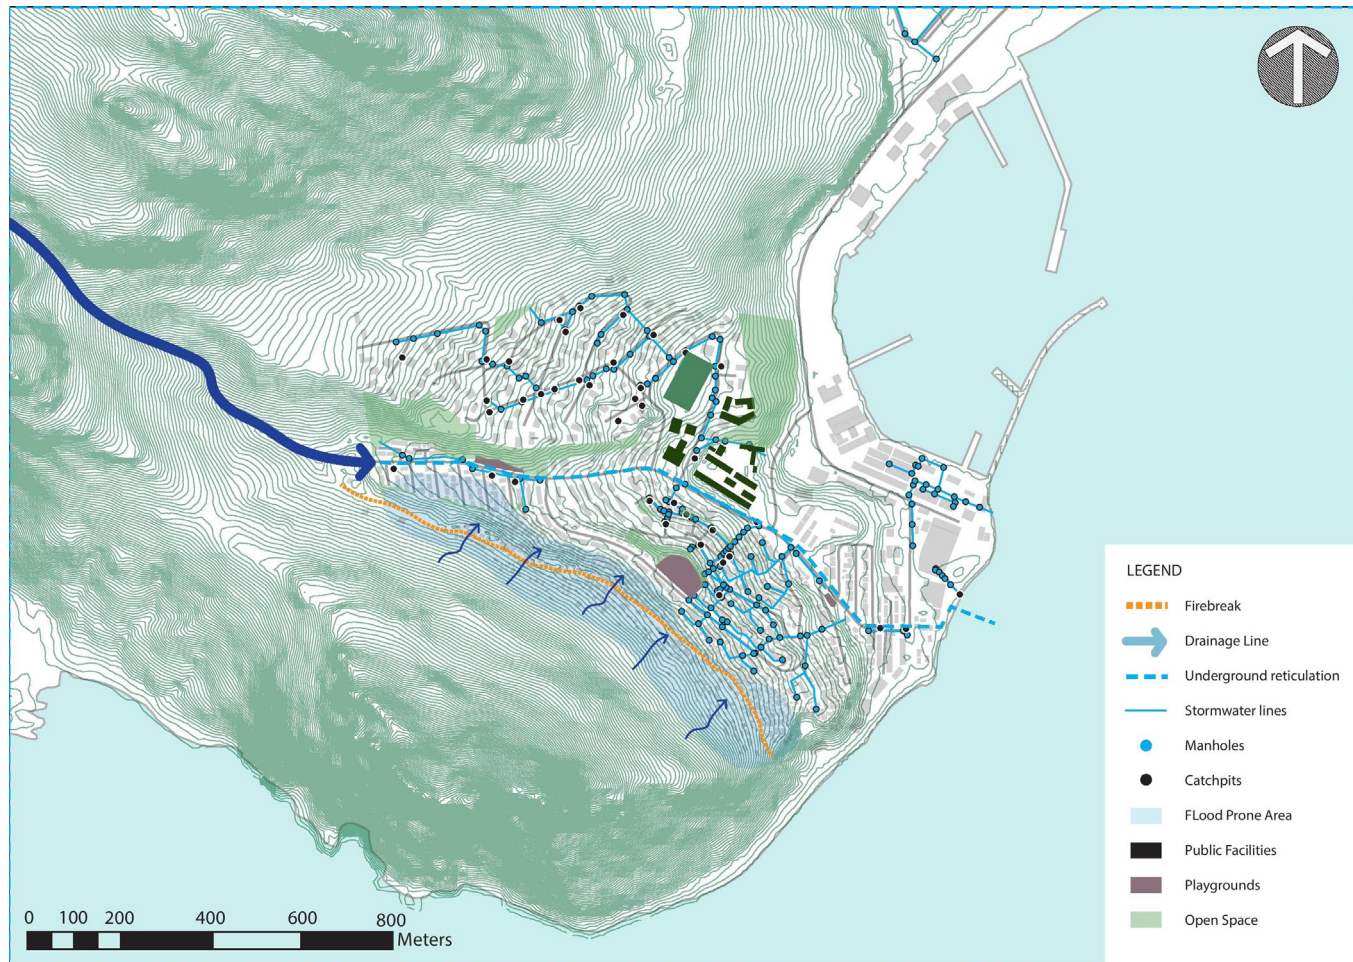 LEGEND
Firebreak
Drainage Line
Underground reticulation
Stormwater lines
Manholes
Catchpits
FLood Prone Area
Public Facilities
Playgrounds
Open Space
0 100 200 400 600 800
Meters